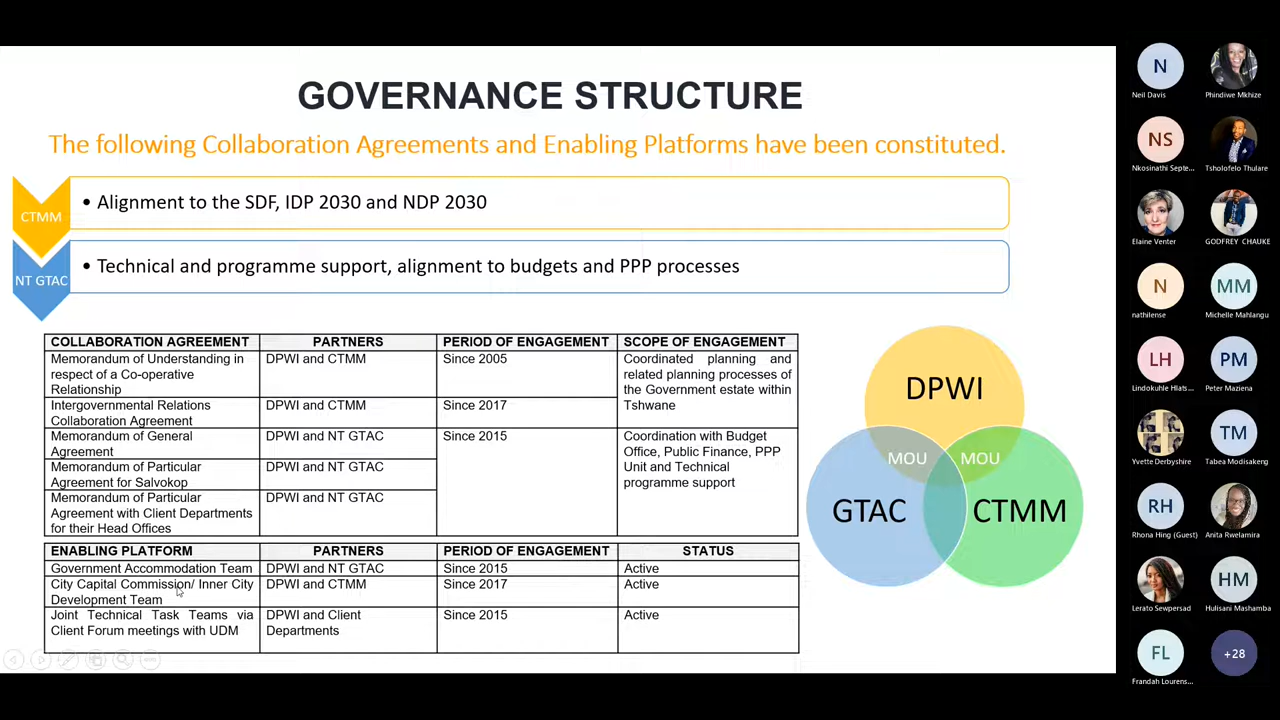 GOVERNANCE STRUCTURE
The following Collaboration Agreements and Enabling Platforms have been constituted.
CTMM
• Alignment to the SDF, IDP 2030 and NDP 2030
NT GTAC
• Technical and programme support, alignment to budgets and PPP processes
COLLABORATION AGREEMENT PARTNERS PERIOD OF ENGAGEMENT SCOPE OF ENGAGEMENT
Memorandum of Understanding in DPWI and CTMM Since 2005 Coordinated planning and
respect of a Co-operative related planning processes of
Relationship the Government estate within
Intergovernmental Relations DPWI and CTMM Since 2017 Tshwane
Collaboration Agreement
Memorandum of General DPWI and NT GTAC Since 2015 Coordination with Budget
Agreement Office, Public Finance, PPP
Memorandum of Particular DPWI and NT GTAC Unit and Technical
Agreement for Salvokop programme support
Memorandum of Particular DPWI and NT GTAC
Agreement with Client Departments
for their Head Offices
ENABLING PLATFORM PARTNERS PERIOD OF ENGAGEMENT STATUS
Government Accommodation Team DPWI and NT GTAC Since 2015 Active
City Capital Commission/ Inner City DPWI and CTMM Since 2017 Active
Development Team
Joint Technical Task Teams via DPWI and Client Since 2015 Active
Client Forum meetings with UDM Departments
DPWI
MOU MOU
GTAC CTMM
N
Neil Davis Phindiwe Mkhize
NS
Nkosinathi Septe... Tsholofelo Thulare
Elaine Venter GODFREY CHAUKE
N MM
nathilense Michelle Mahlangu
LH PM
Lindokuhle Hlats... Peter Maziena
TM
Yvette Derbyshire Tabea Modisakeng
RH
Rhona Hing (Guest) Anita Rwelamira
HM
Lerato Sewpersad Hulisani Mashamba
FL +28
Frandah Lourens...